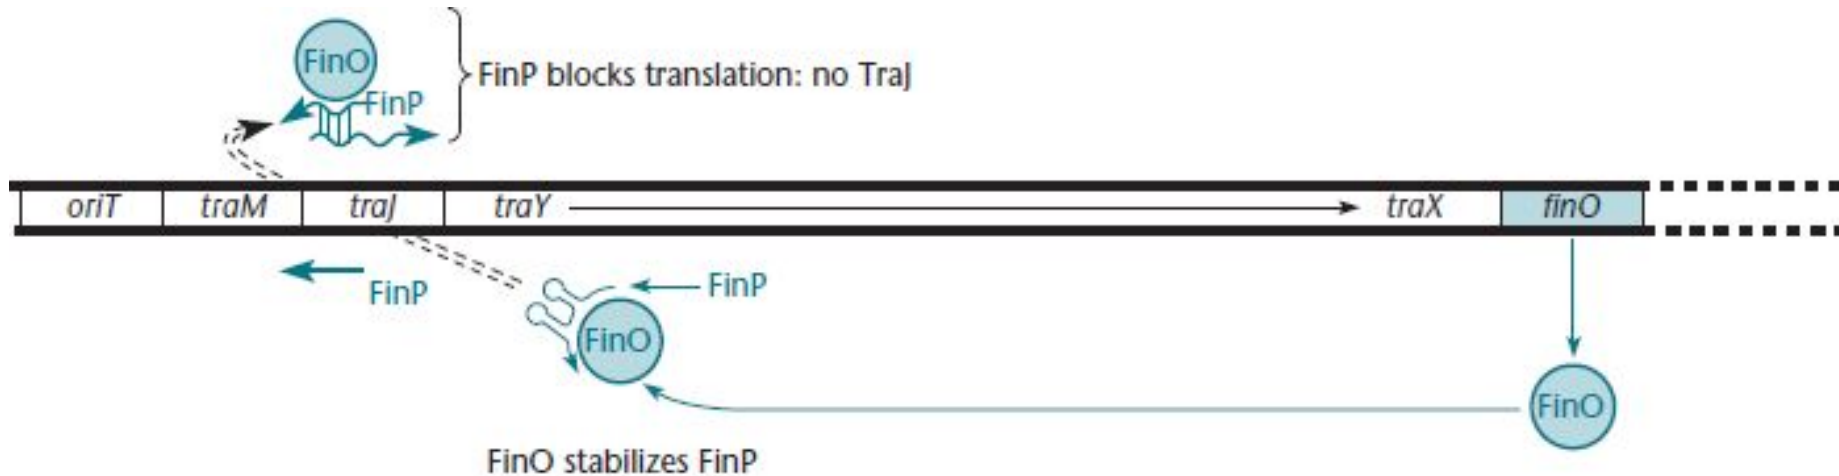 FinO
FinP blocks translation: no TraJ
FinP
oriT traM traJ traY traX finO
FinP
FinP
FinO
FinO
FinO stabilizes FinP